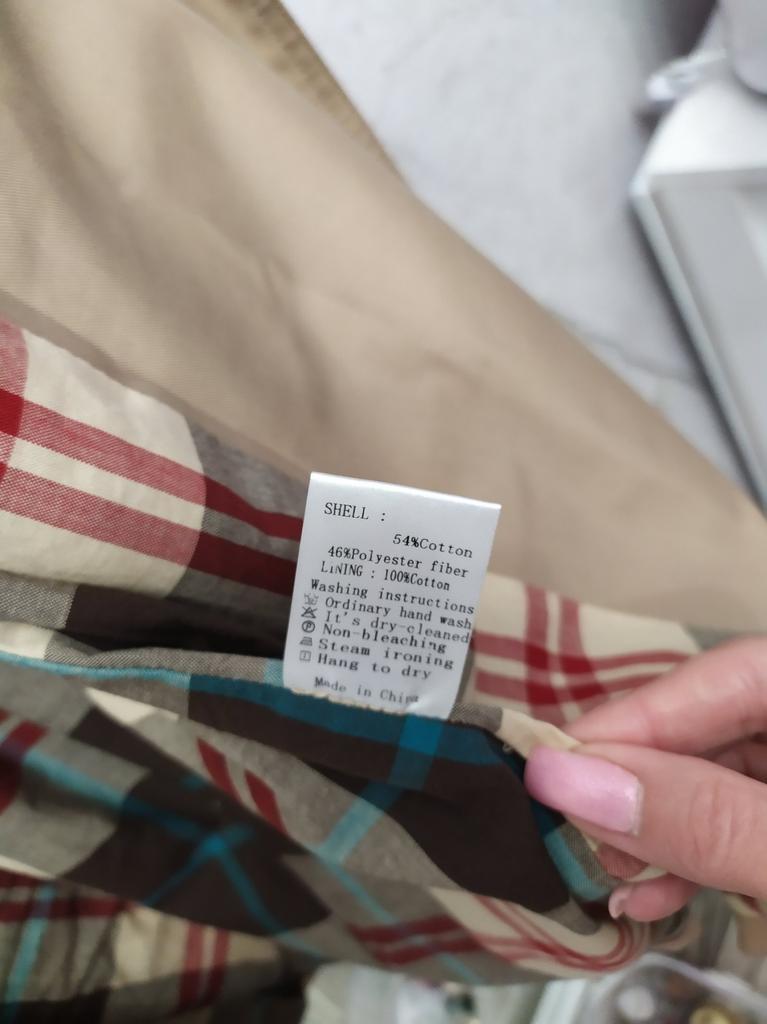 SHELL :
54%Cotton
46%Polyester fiber
LINING : 100%Cotton
Washing instructions
Ordinary hand wash
It's dry-cleaned
Non-bleaching
Steam ironing
Hang to dry
Made in China